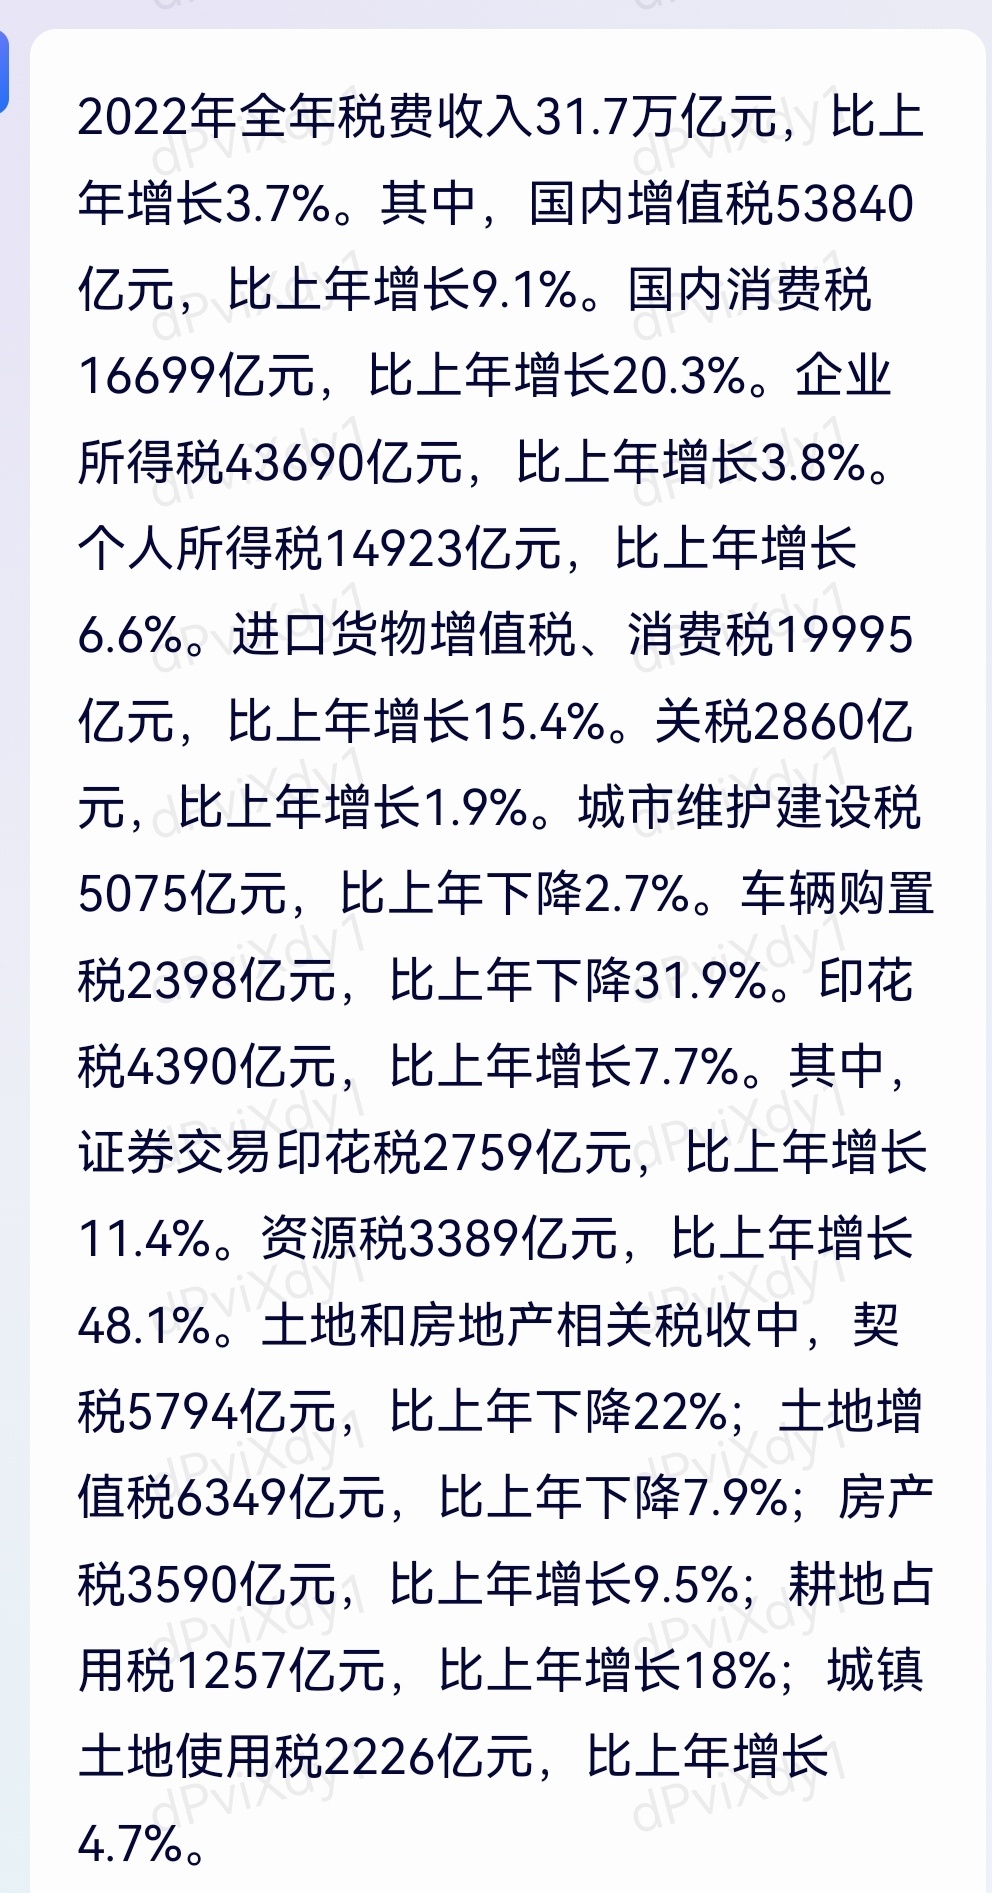 2022年全年税费收入31.7万亿元，比上
年增长3.7%。其中，国内增值税53840
亿元，比上年增长9.1%。国内消费税
16699亿元，比上年增长20.3%。企业
所得税43690亿元，比上年增长3.8%。
个人所得税14923亿元，比上年增长
6.6%。进口货物增值税、消费税19995
亿元，比上年增长15.4%。关税2860亿
元，比上年增长1.9%。城市维护建设税
5075亿元，比上年下降2.7%。车辆购置
税2398亿元，比上年下降31.9%。印花
税4390亿元，比上年增长7.7%。其中，
证券交易印花税2759亿元，比上年增长
11.4%。资源税3389亿元，比上年增长
48.1%。土地和房地产相关税收中，契
税5794亿元，比上年下降22%；土地增
值税6349亿元，比上年下降7.9%；房产
税3590亿元，比上年增长9.5%；耕地占
用税1257亿元，比上年增长18%；城镇
土地使用税2226亿元，比上年增长
4.7%。
dPviXdy1